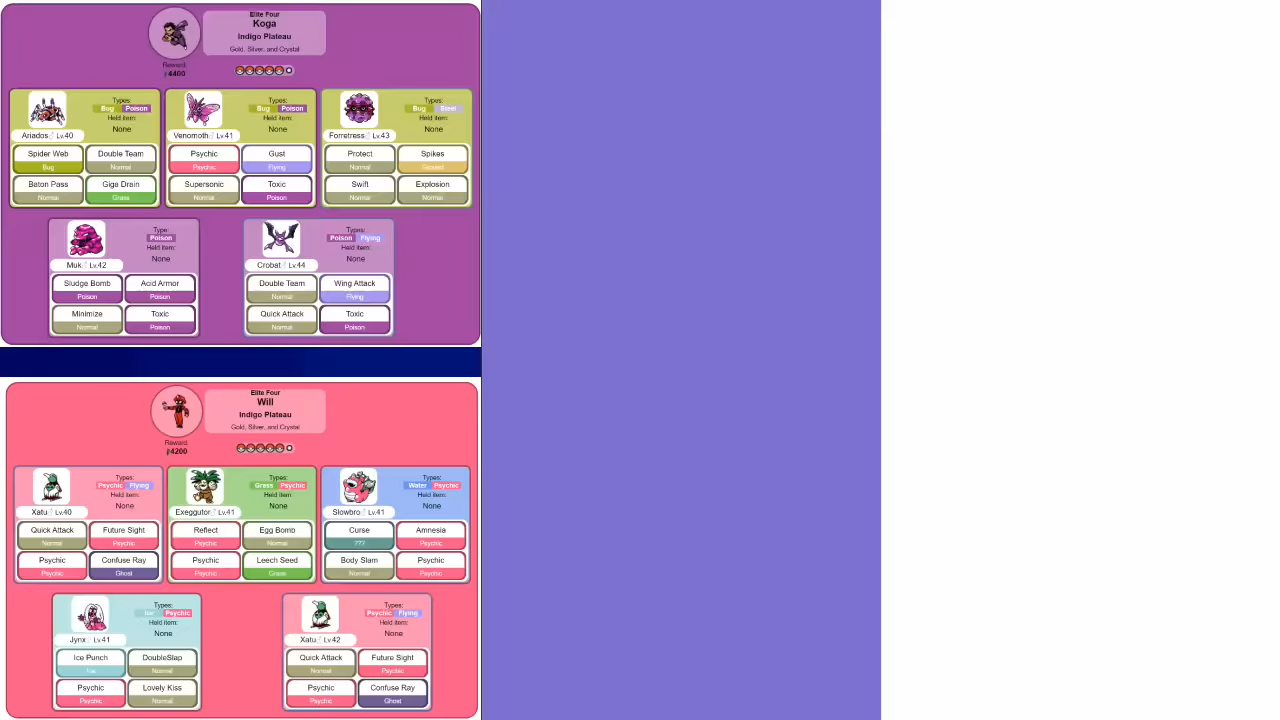 Elite Four
Koga
Indigo Plateau
Gold, Silver, and Crystal
Reward:
4400
Types:
Bug Poison
Held item:
None
Ariados♂ Lv.40
Spider Web
Bug
Double Team
Normal
Baton Pass
Normal
Giga Drain
Grass
Types:
Bug Poison
Held item:
None
Venomoth♂ Lv.41
Psychic
Psychic
Gust
Flying
Supersonic
Normal
Toxic
Poison
Types:
Bug Steel
Held item:
None
Forretress♂ Lv.43
Protect
Normal
Spikes
Ground
Swift
Normal
Explosion
Normal
Type:
Poison
Held item:
None
Muk♂ Lv.42
Sludge Bomb
Poison
Acid Armor
Poison
Minimize
Normal
Toxic
Poison
Types:
Poison Flying
Held item:
None
Crobat♂ Lv.44
Double Team
Normal
Wing Attack
Flying
Quick Attack
Normal
Toxic
Poison
Elite Four
Will
Indigo Plateau
Gold, Silver, and Crystal
Reward:
4200
Types:
Psychic Flying
Held item:
None
Xatu♂ Lv.40
Quick Attack
Normal
Future Sight
Psychic
Psychic
Psychic
Confuse Ray
Ghost
Types:
Grass Psychic
Held item:
None
Exeggutor♂ Lv.41
Reflect
Psychic
Egg Bomb
Normal
Psychic
Psychic
Leech Seed
Grass
Types:
Water Psychic
Held item:
None
Slowbro♂ Lv.41
Curse
???
Amnesia
Psychic
Body Slam
Normal
Psychic
Psychic
Types:
Ice Psychic
Held item:
None
Jynx♀ Lv.41
Ice Punch
Ice
DoubleSlap
Normal
Psychic
Psychic
Lovely Kiss
Normal
Types:
Psychic Flying
Held item:
None
Xatu♂ Lv.42
Quick Attack
Normal
Future Sight
Psychic
Psychic
Psychic
Confuse Ray
Ghost